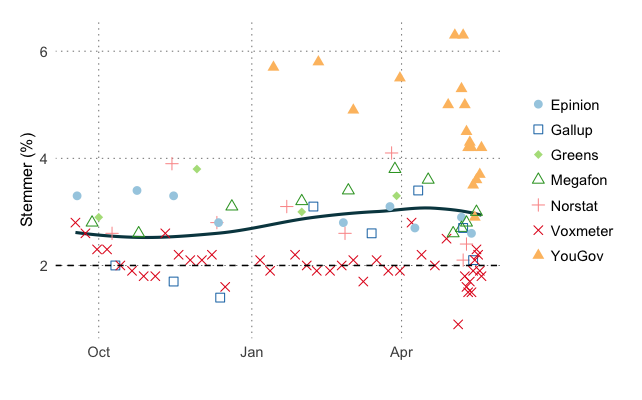 Stemmer (%)
6
4
2
Oct
Jan
Apr
Epinion
Gallup
Greens
Megafon
Norstat
Voxmeter
YouGov